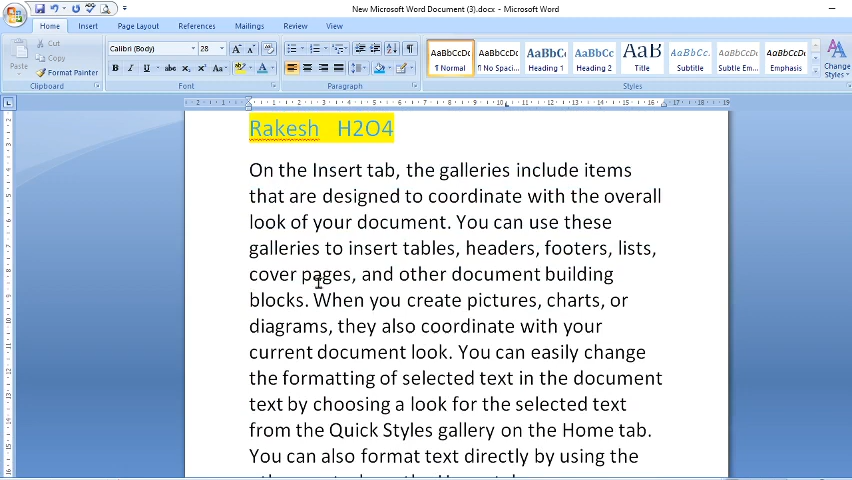 New Microsoft Word Document (3).docx - Microsoft Word
Home Insert Page Layout References Mailings Review View
Cut
Copy
Format Painter
Paste
Clipboard
Calibri (Body) 28
Font
Paragraph
AaBbCcDc AaBbCcDc AaBbC AaBbCc AaB AaBbCc. AaBbCcDc AaBbCcDc
¶ Normal ¶ No Spaci... Heading 1 Heading 2 Title Subtitle Subtle Em... Emphasis
Change
Styles
Styles
Rakesh H2O4
On the Insert tab, the galleries include items
that are designed to coordinate with the overall
look of your document. You can use these
galleries to insert tables, headers, footers, lists,
cover pages, and other document building
blocks. When you create pictures, charts, or
diagrams, they also coordinate with your
current document look. You can easily change
the formatting of selected text in the document
text by choosing a look for the selected text
from the Quick Styles gallery on the Home tab.
You can also format text directly by using the